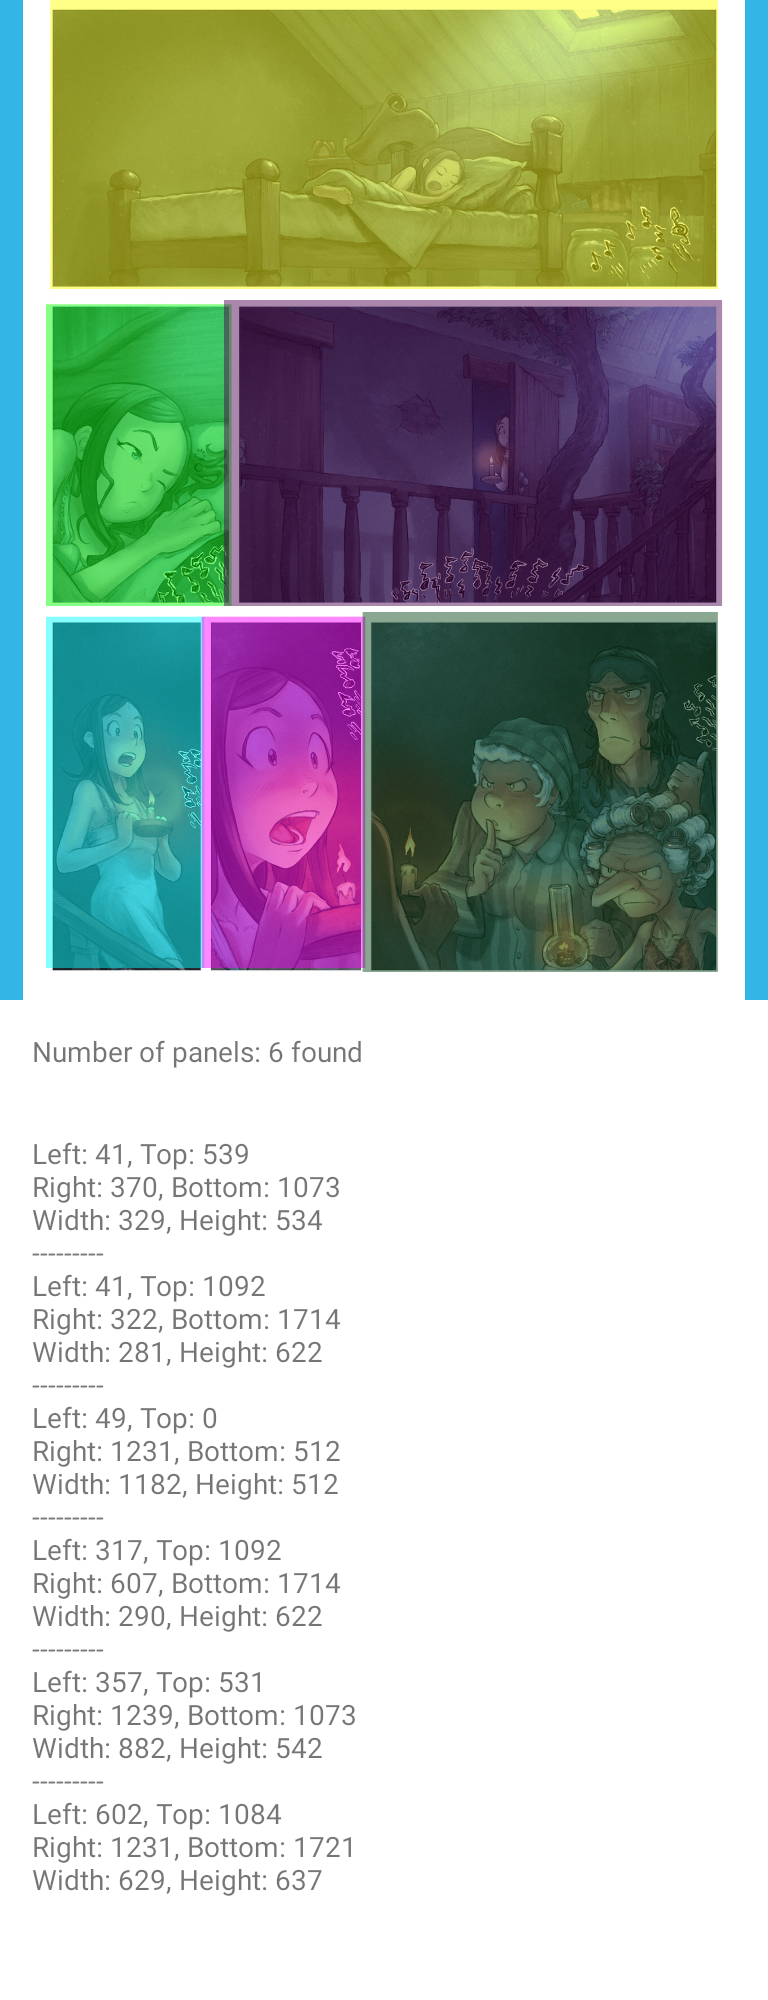 Number of panels: 6 found
Left: 41, Top: 539
Right: 370, Bottom: 1073
Width: 329, Height: 534
---------
Left: 41, Top: 1092
Right: 322, Bottom: 1714
Width: 281, Height: 622
---------
Left: 49, Top: 0
Right: 1231, Bottom: 512
Width: 1182, Height: 512
---------
Left: 317, Top: 1092
Right: 607, Bottom: 1714
Width: 290, Height: 622
---------
Left: 357, Top: 531
Right: 1239, Bottom: 1073
Width: 882, Height: 542
---------
Left: 602, Top: 1084
Right: 1231, Bottom: 1721
Width: 629, Height: 637